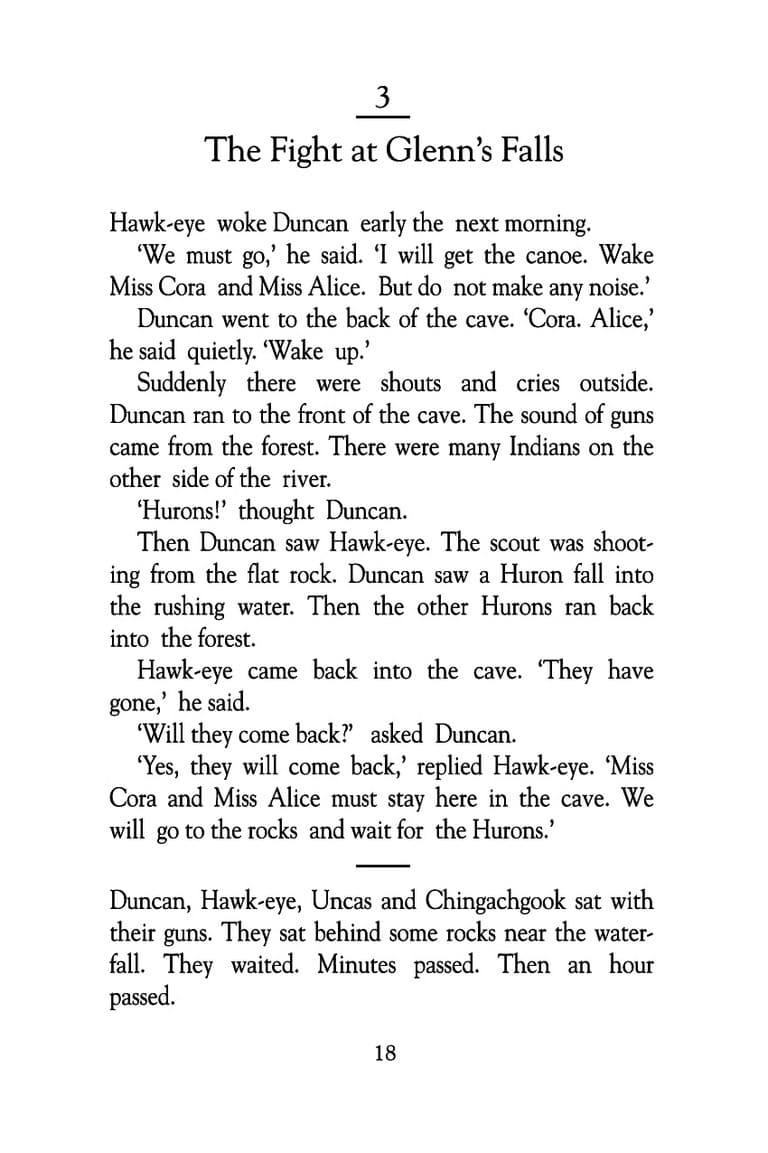 3
The Fight at Glenn’s Falls
Hawk-eye woke Duncan early the next morning.
‘We must go,’ he said. ‘I will get the canoe. Wake
Miss Cora and Miss Alice. But do not make any noise.’
Duncan went to the back of the cave. ‘Cora. Alice,’
he said quietly. ‘Wake up.’
Suddenly there were shouts and cries outside.
Duncan ran to the front of the cave. The sound of guns
came from the forest. There were many Indians on the
other side of the river.
‘Hurons!’ thought Duncan.
Then Duncan saw Hawk-eye. The scout was shoot-
ing from the flat rock. Duncan saw a Huron fall into
the rushing water. Then the other Hurons ran back
into the forest.
Hawk-eye came back into the cave. ‘They have
gone,’ he said.
‘Will they come back?’ asked Duncan.
‘Yes, they will come back,’ replied Hawk-eye. ‘Miss
Cora and Miss Alice must stay here in the cave. We
will go to the rocks and wait for the Hurons.’
Duncan, Hawk-eye, Uncas and Chingachgook sat with
their guns. They sat behind some rocks near the water-
fall. They waited. Minutes passed. Then an hour
passed.
18